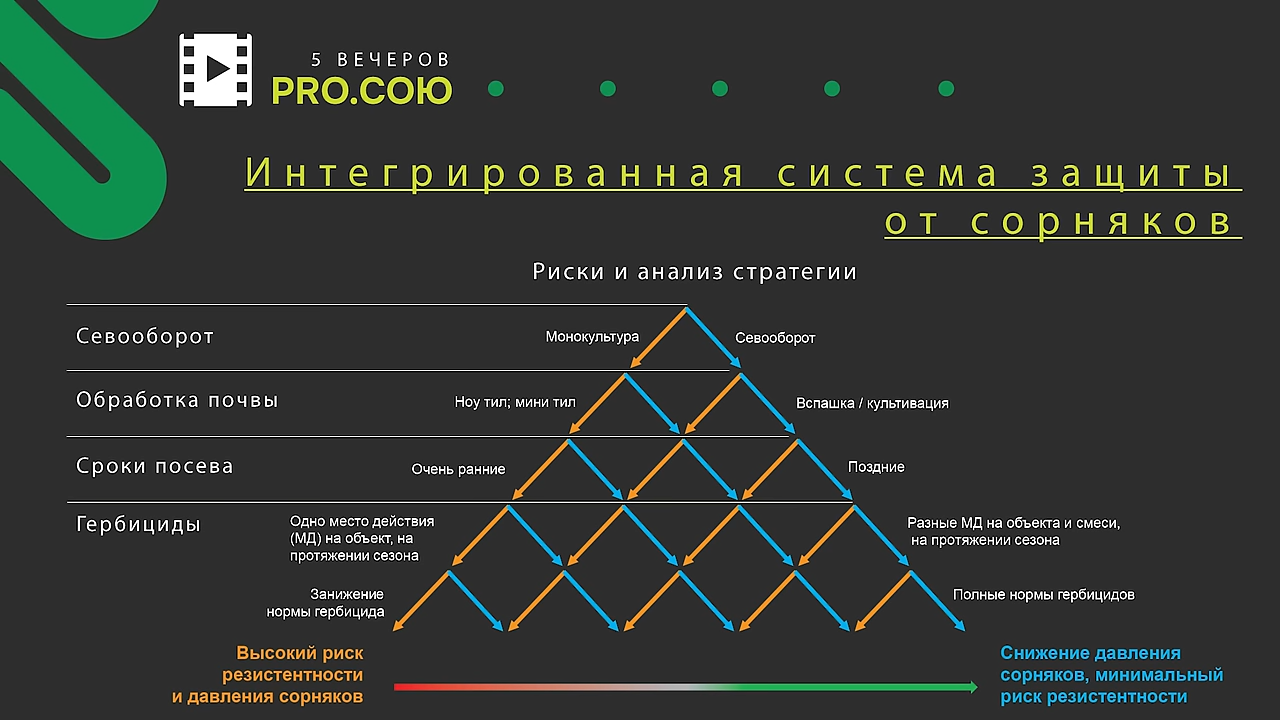 5 ВЕЧЕРОВ
PRO.СОЮ
Интегрированная система защиты
от сорняков
Риски и анализ стратегии
Севооборот
Монокультура
Севооборот
Обработка почвы
Ноу тил; мини тил
Вспашка / культивация
Сроки посева
Очень ранние
Поздние
Гербициды
Одно место действия
(МД) на объект, на
протяжении сезона
Разные МД на объекта и смеси,
на протяжении сезона
Занижение
нормы гербицида
Полные нормы гербицидов
Высокий риск
резистентности
и давления сорняков
Снижение давления
сорняков, минимальный
риск резистентности